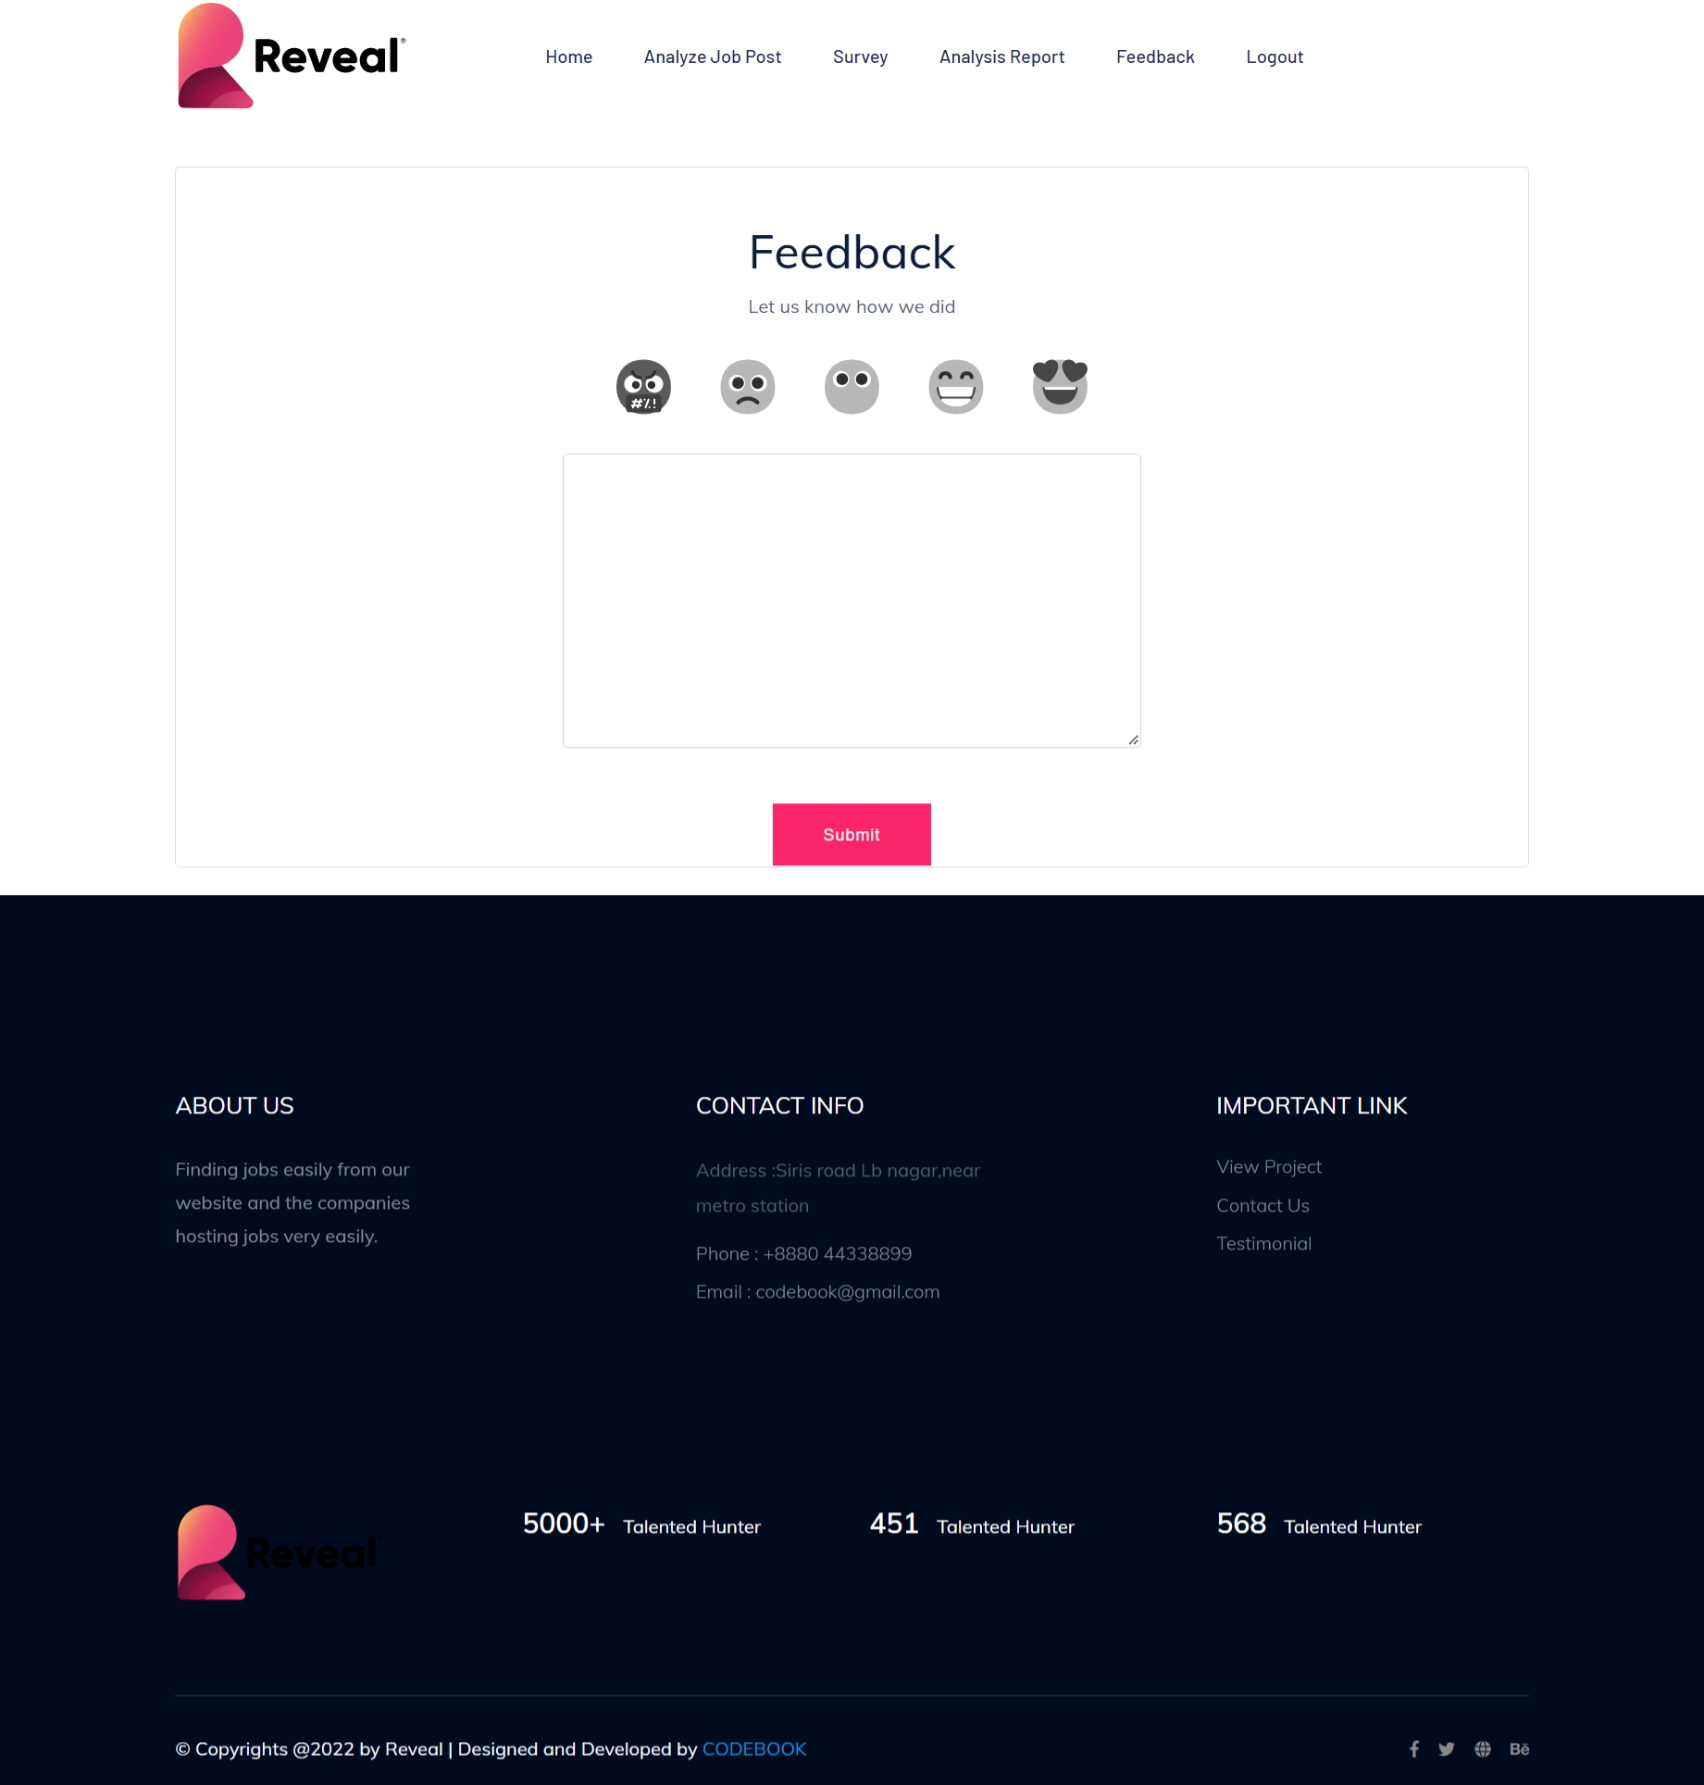 Reveal®
Home Analyze Job Post Survey Analysis Report Feedback Logout
Feedback
Let us know how we did
#%!
Submit
ABOUT US
Finding jobs easily from our
website and the companies
hosting jobs very easily.
CONTACT INFO
Address :Siris road Lb nagar,near
metro station
Phone : +8880 44338899
Email : codebook@gmail.com
IMPORTANT LINK
View Project
Contact Us
Testimonial
Reveal
5000+ Talented Hunter
451 Talented Hunter
568 Talented Hunter
© Copyrights @2022 by Reveal | Designed and Developed by CODEBOOK
Bē